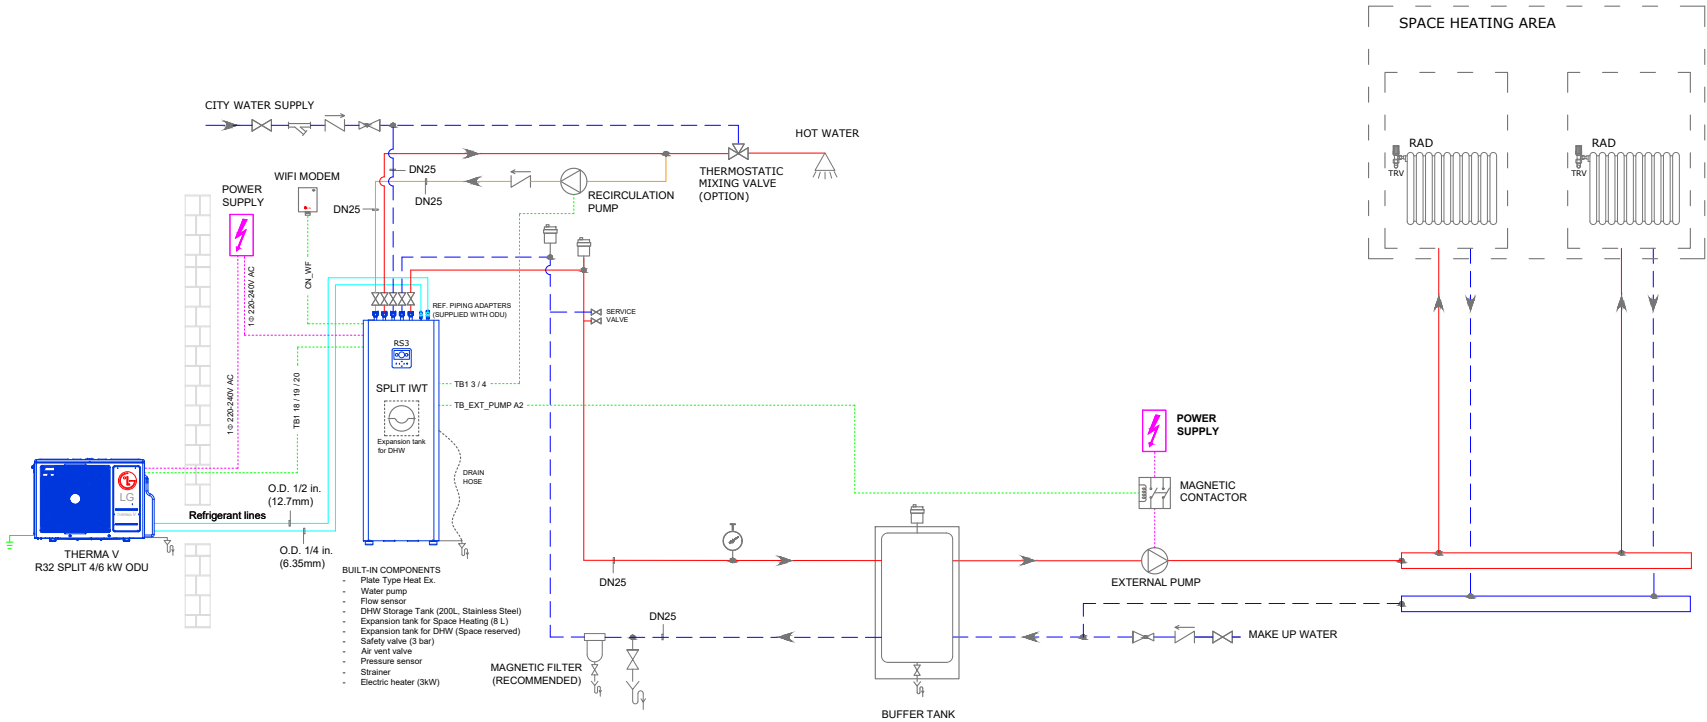 SPACE HEATING AREA
CITY WATER SUPPLY
HOT WATER
RAD
TRV
RAD
TRV
THERMOSTATIC
MIXING VALVE
(OPTION)
DN25
DN25
DN25
RECIRCULATION
PUMP
WIFI MODEM
POWER
SUPPLY
CN_WF
1Φ 220-240V AC
1Φ 220-240V AC
TB1 18 / 19 / 20
REF. PIPING ADAPTERS
(SUPPLIED WITH ODU)
SERVICE
VALVE
RS3
SPLIT IWT
Expansion tank
for DHW
TB1 3 / 4
TB_EXT_PUMP A2
DRAIN
HOSE
POWER
SUPPLY
MAGNETIC
CONTACTOR
LG
O.D. 1/2 in.
(12.7mm)
Refrigerant lines
O.D. 1/4 in.
(6.35mm)
THERMA V
R32 SPLIT 4/6 kW ODU
BUILT-IN COMPONENTS
- Plate Type Heat Ex.
- Water pump
- Flow sensor
- DHW Storage Tank (200L, Stainless Steel)
- Expansion tank for Space Heating (8 L)
- Expansion tank for DHW (Space reserved)
- Safety valve (3 bar)
- Air vent valve
- Pressure sensor
- Strainer
- Electric heater (3kW)
DN25
EXTERNAL PUMP
DN25
MAKE UP WATER
MAGNETIC FILTER
(RECOMMENDED)
BUFFER TANK